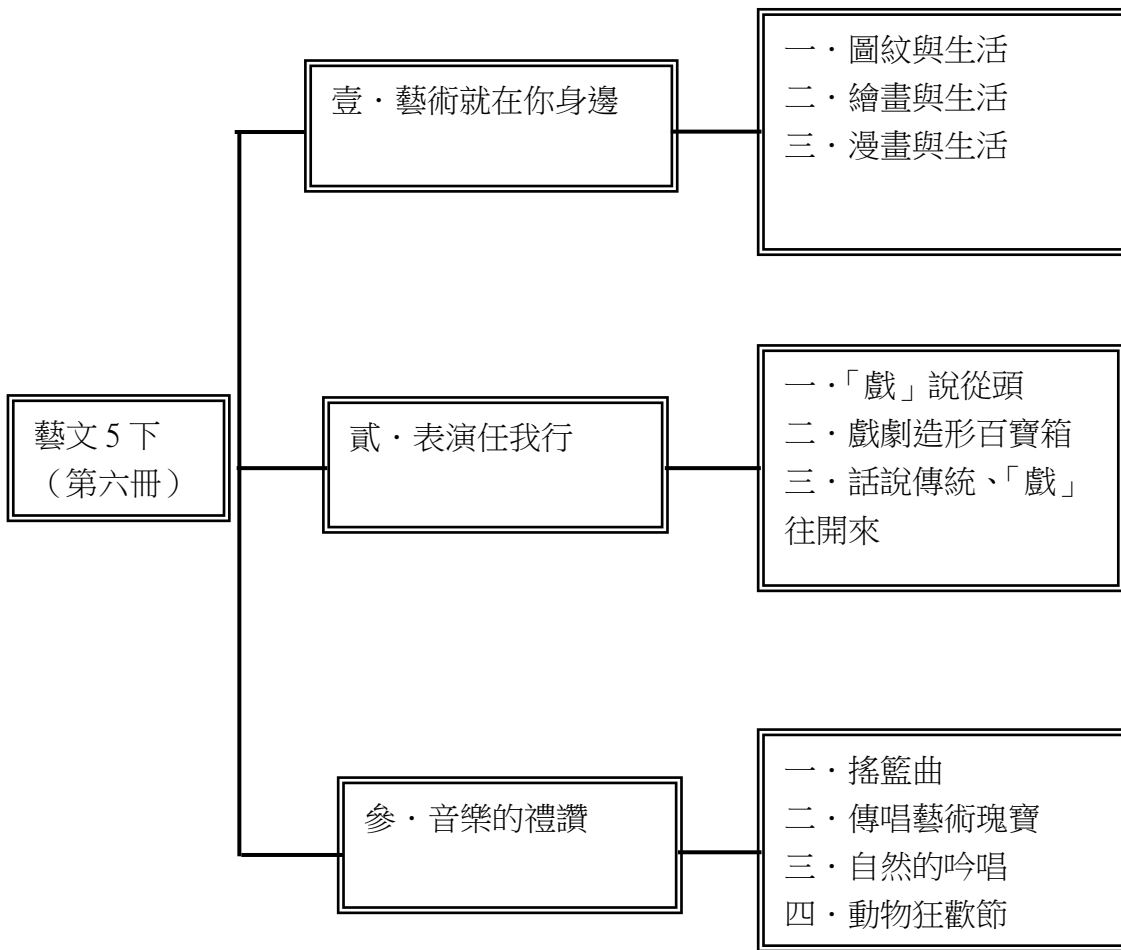 壹．藝術就在你身邊
一．圖紋與生活
二．繪畫與生活
三．漫畫與生活
藝文5下
（第六冊）
貳．表演任我行
一．「戲」說從頭
二．戲劇造形百寶箱
三．話說傳統、「戲」
往開來
參．音樂的禮讚
一．搖籃曲
二．傳唱藝術瑰寶
三．自然的吟唱
四．動物狂歡節